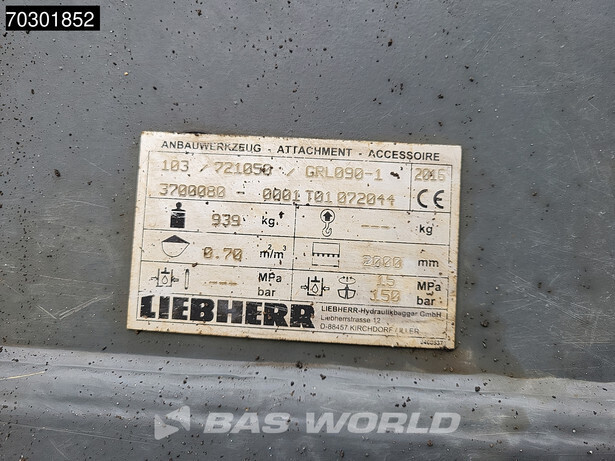 70301852
ANBAUWERKZEUG - ATTACHMENT - ACCESSOIRE
103 / 721050 / GRL090-1 2016
3700080 - 0001 T01 072044 CE
939 kg --- kg
0.70 m²/m³ 2000 mm
--- MPa bar 15 MPa
150 bar
LIEBHERR
LIEBHERR-Hydraulikbagger GmbH
Liebherrstrasse 12
D-88457 KIRCHDORF / ILLER
BAS WORLD